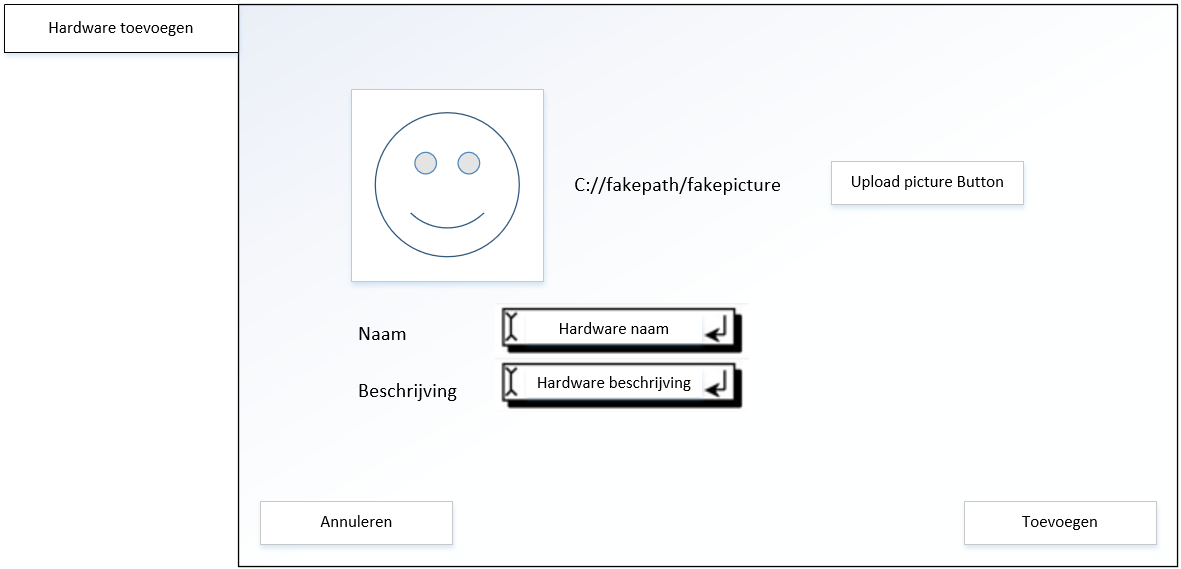 Hardware toevoegen
C://fakepath/fakepicture
Upload picture Button
Naam
Hardware naam
Beschrijving
Hardware beschrijving
Annuleren
Toevoegen